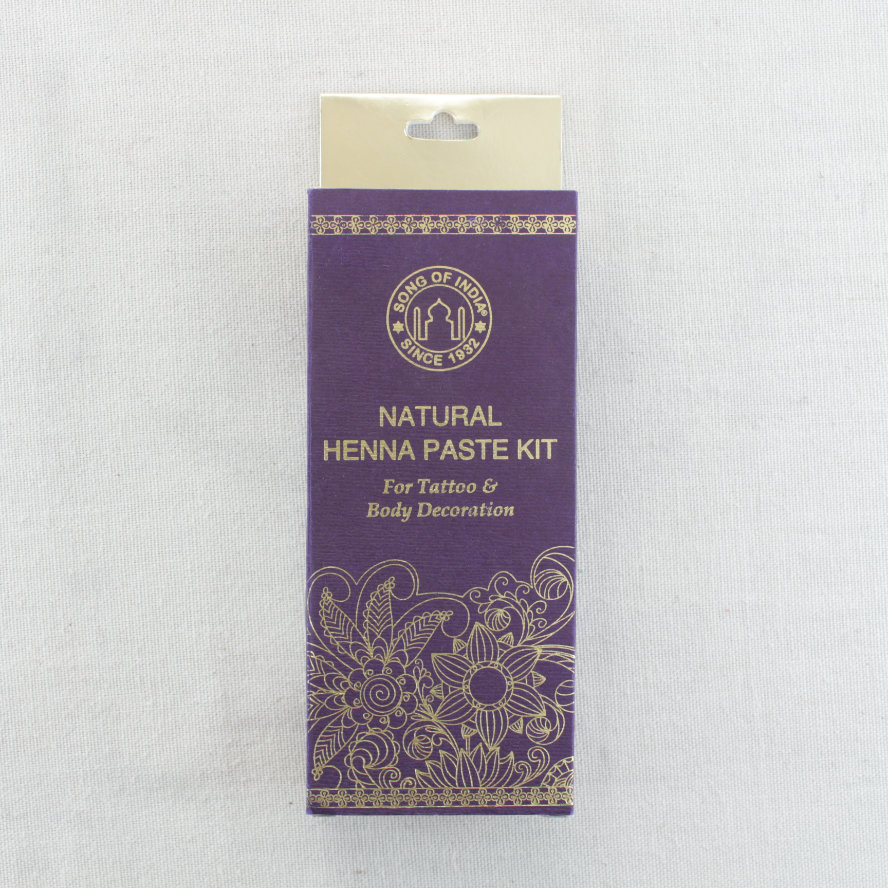 SONG OF INDIA®
SINCE 1932
NATURAL
HENNA PASTE KIT
For Tattoo &
Body Decoration